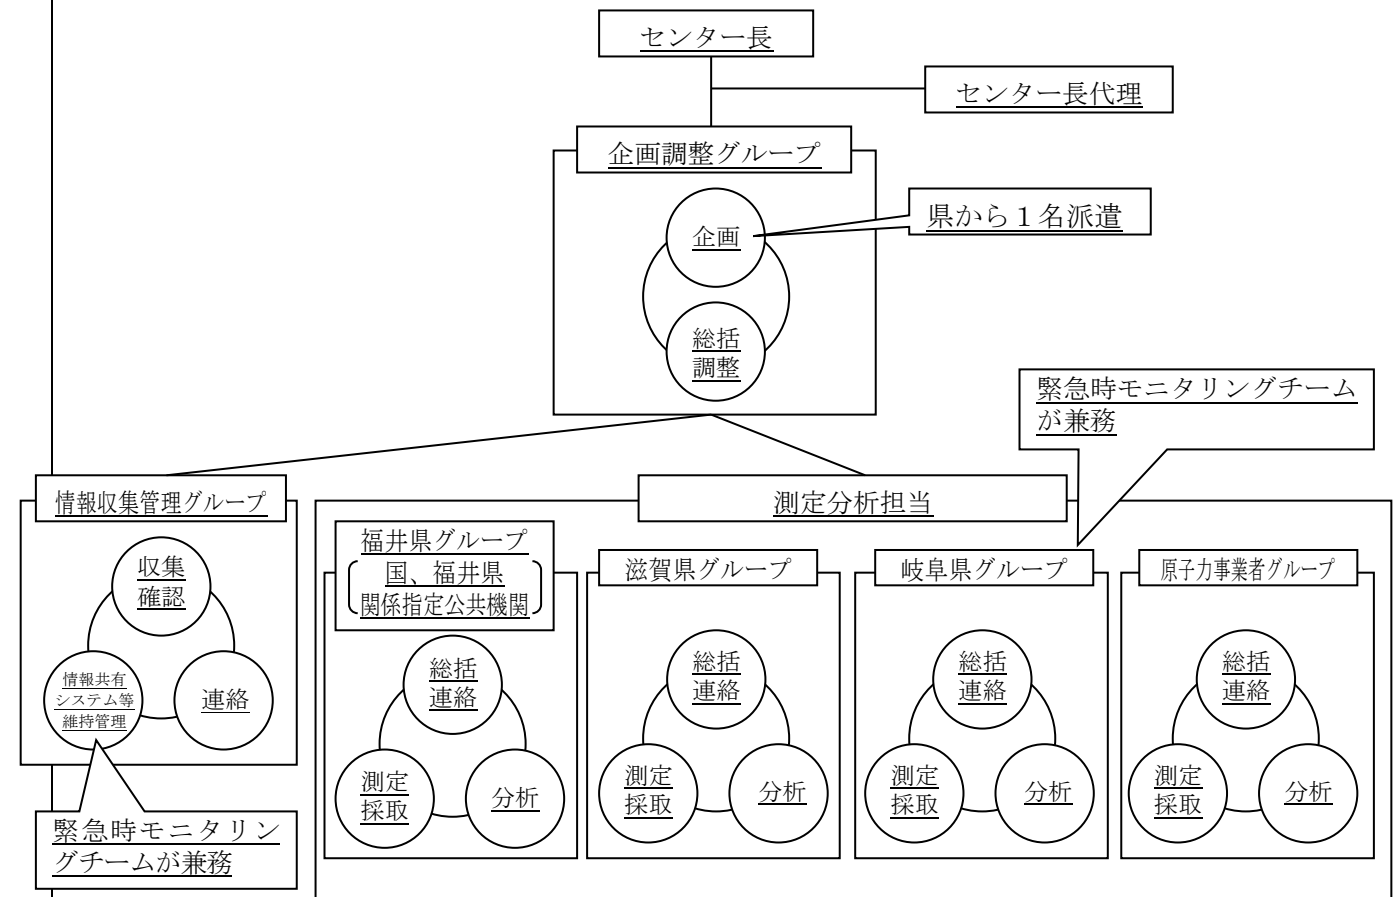 センター長
センター長代理
企画調整グループ
企画
県から１名派遣
総括
調整
緊急時モニタリングチーム
が兼務
情報収集管理グループ
収集
確認
情報共有
システム等
維持管理
連絡
緊急時モニタリン
グチームが兼務
測定分析担当
福井県グループ
国、福井県
関係指定公共機関
総括
連絡
測定
採取
分析
滋賀県グループ
総括
連絡
測定
採取
分析
岐阜県グループ
総括
連絡
測定
採取
分析
原子力事業者グループ
総括
連絡
測定
採取
分析